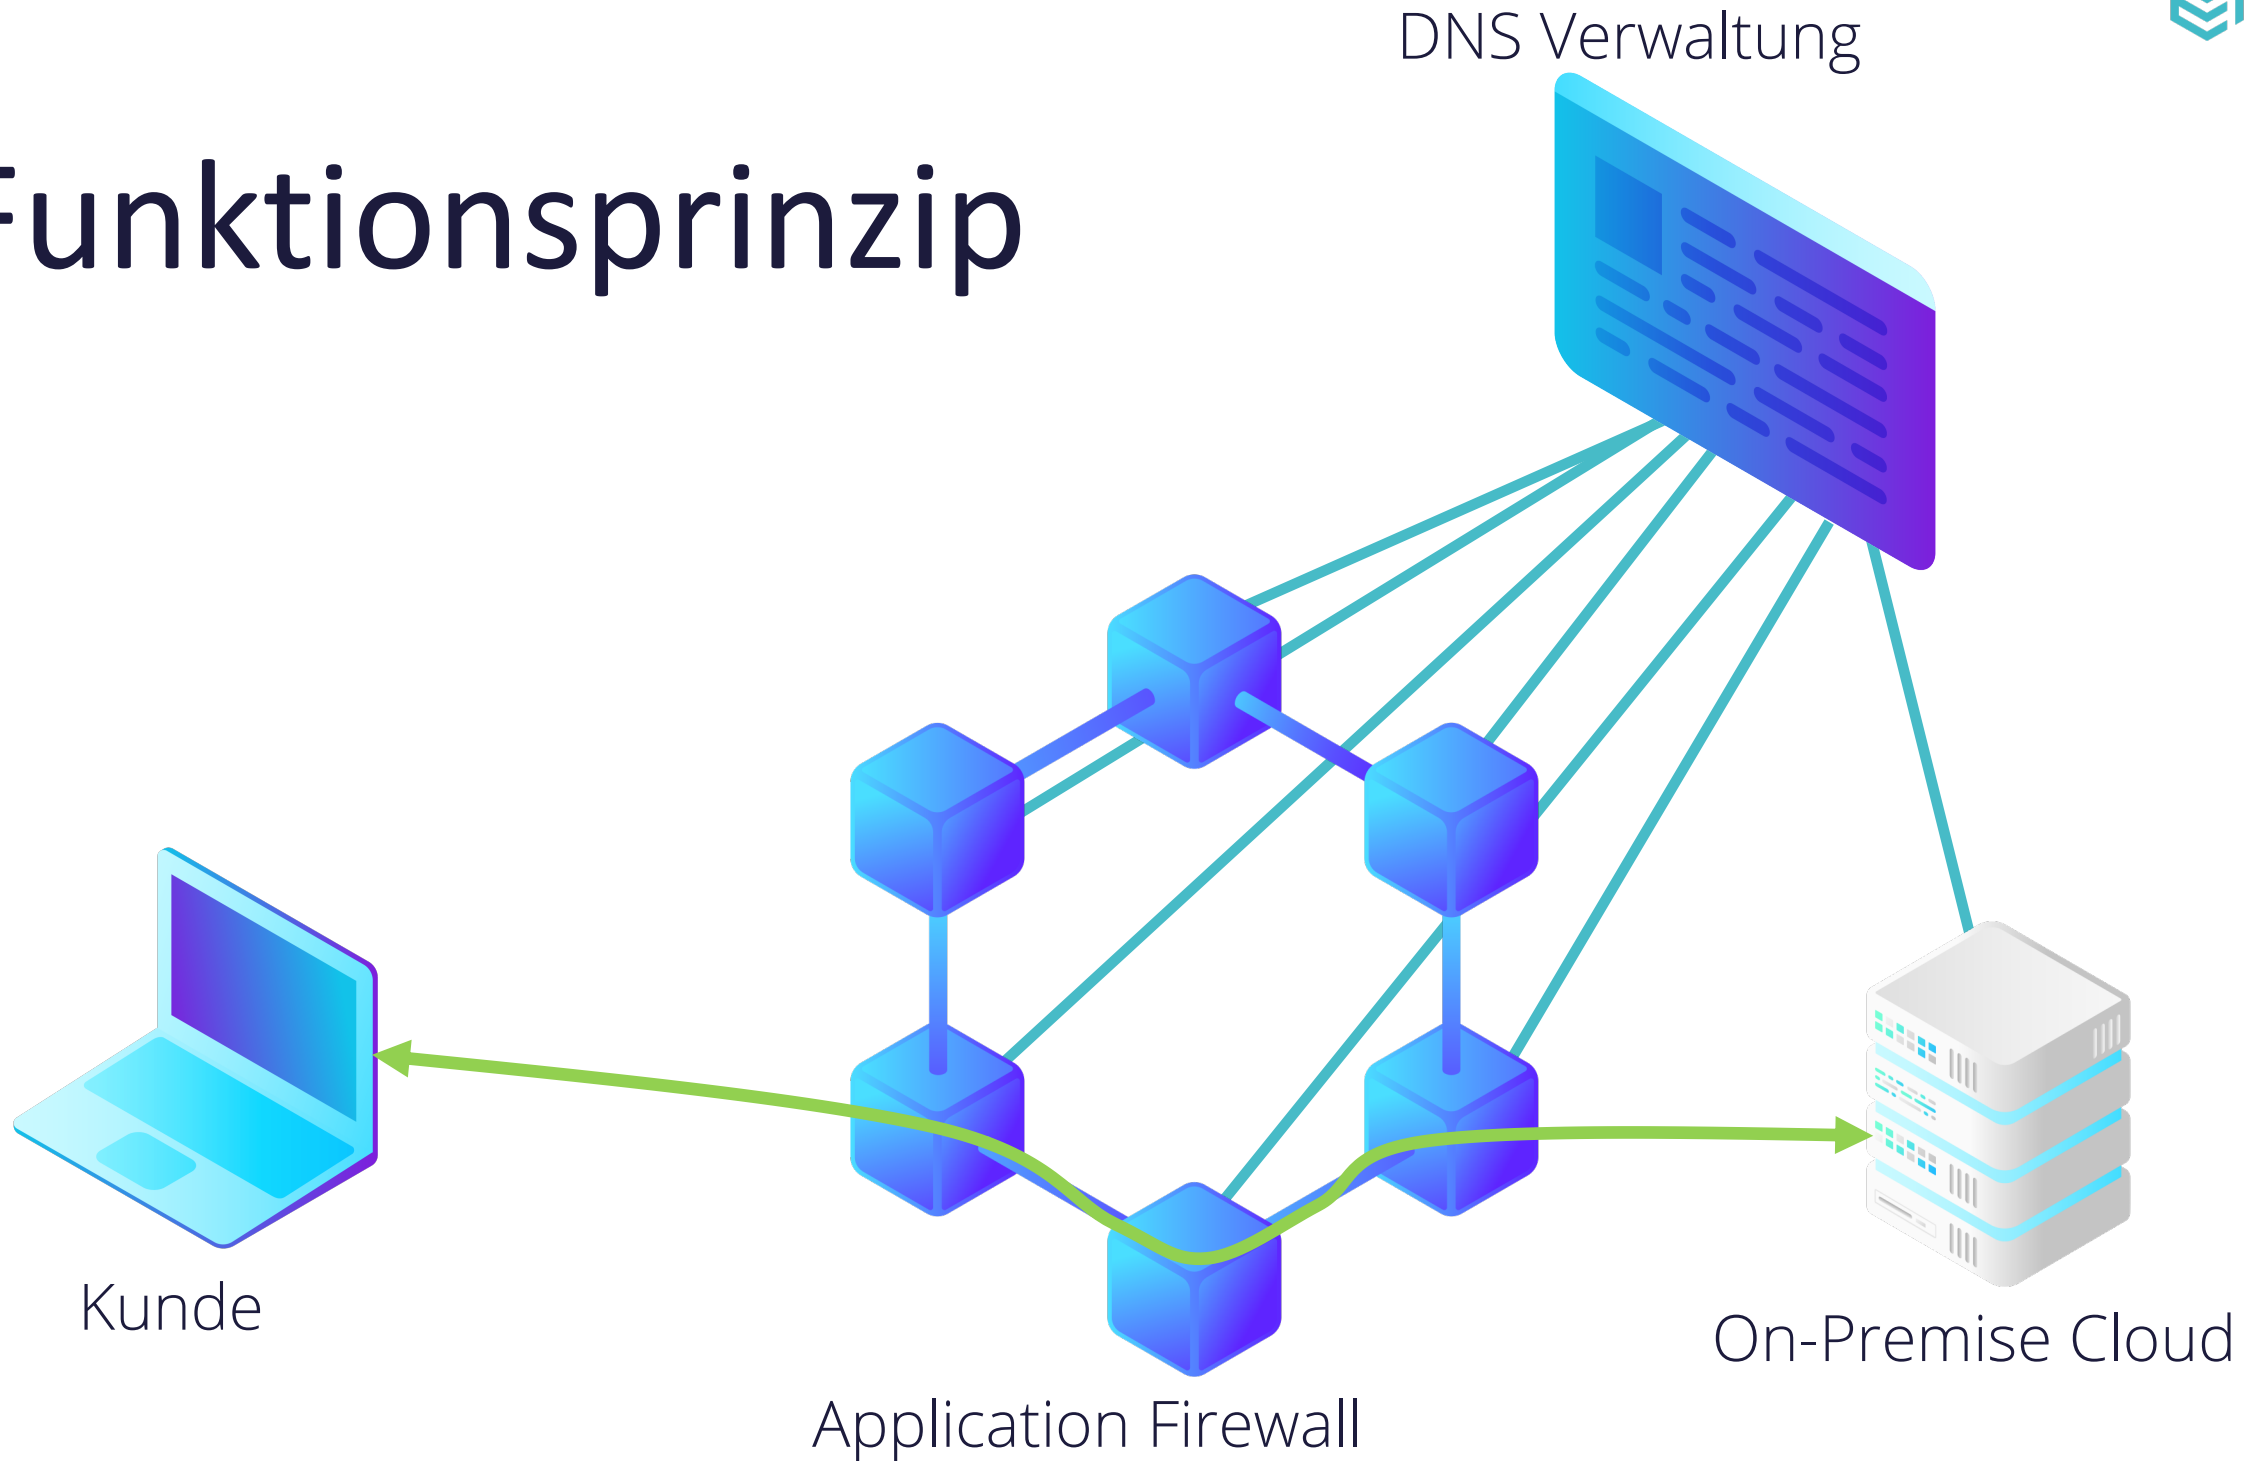 DNS Verwaltung
Funktionsprinzip
Kunde
On-Premise Cloud
Application Firewall